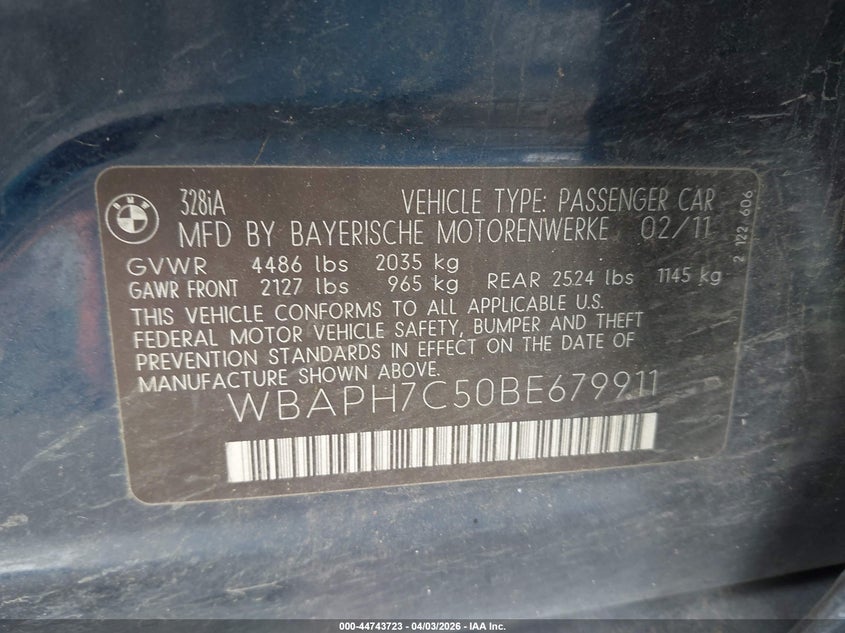 BMW
328iA
VEHICLE TYPE: PASSENGER CAR
MFD BY BAYERISCHE MOTORENWERKE 02/11
GVWR 4486 lbs 2035 kg
GAWR FRONT 2127 lbs 965 kg REAR 2524 lbs 1145 kg
THIS VEHICLE CONFORMS TO ALL APPLICABLE U.S.
FEDERAL MOTOR VEHICLE SAFETY, BUMPER AND THEFT
PREVENTION STANDARDS IN EFFECT ON THE DATE OF
MANUFACTURE SHOWN ABOVE.
WBAPH7C50BE679911
2 122 606
000-44743723 - 04/03/2026 - IAA Inc.